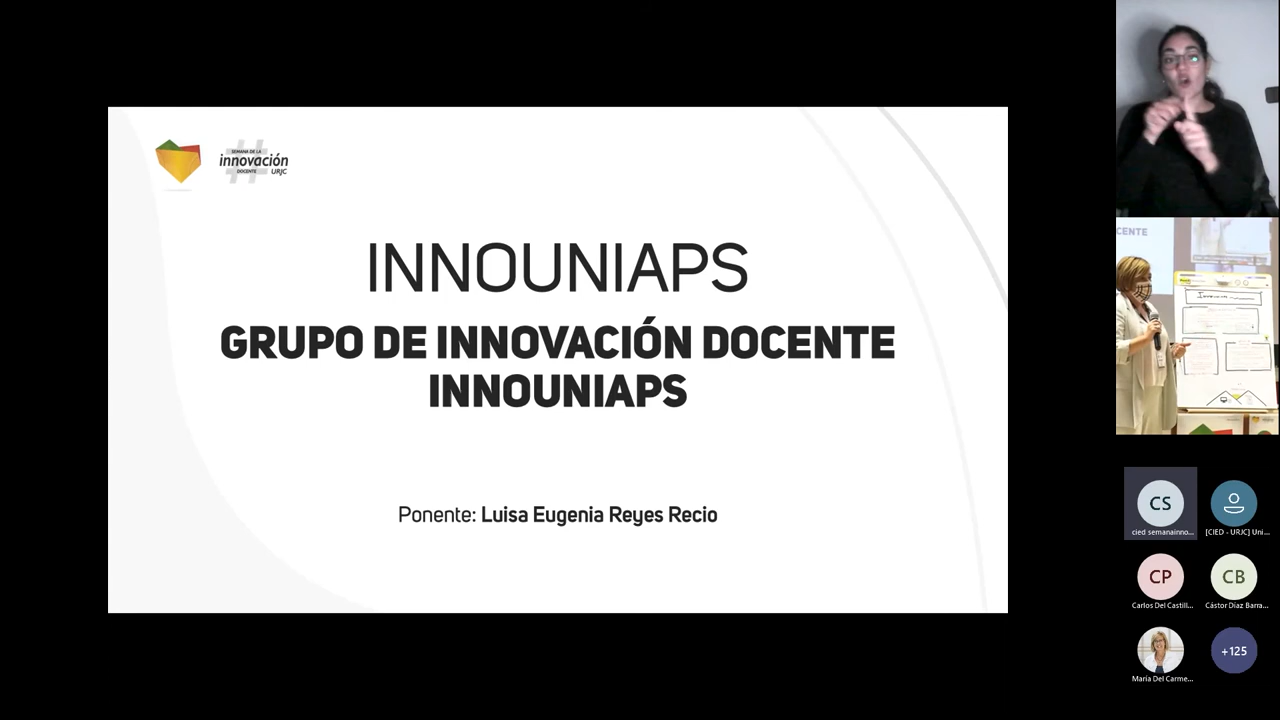 SEMANA DE LA
innovación
DOCENTE URJC
INNOUNIAPS
GRUPO DE INNOVACIÓN DOCENTE
INNOUNIAPS
Ponente: Luisa Eugenia Reyes Recio
CENTE
CS
cied semanainno...
[CIED - URJC] Uni...
CP
Carlos Del Castill...
CB
Cástor Díaz Barra...
María Del Carme...
+125